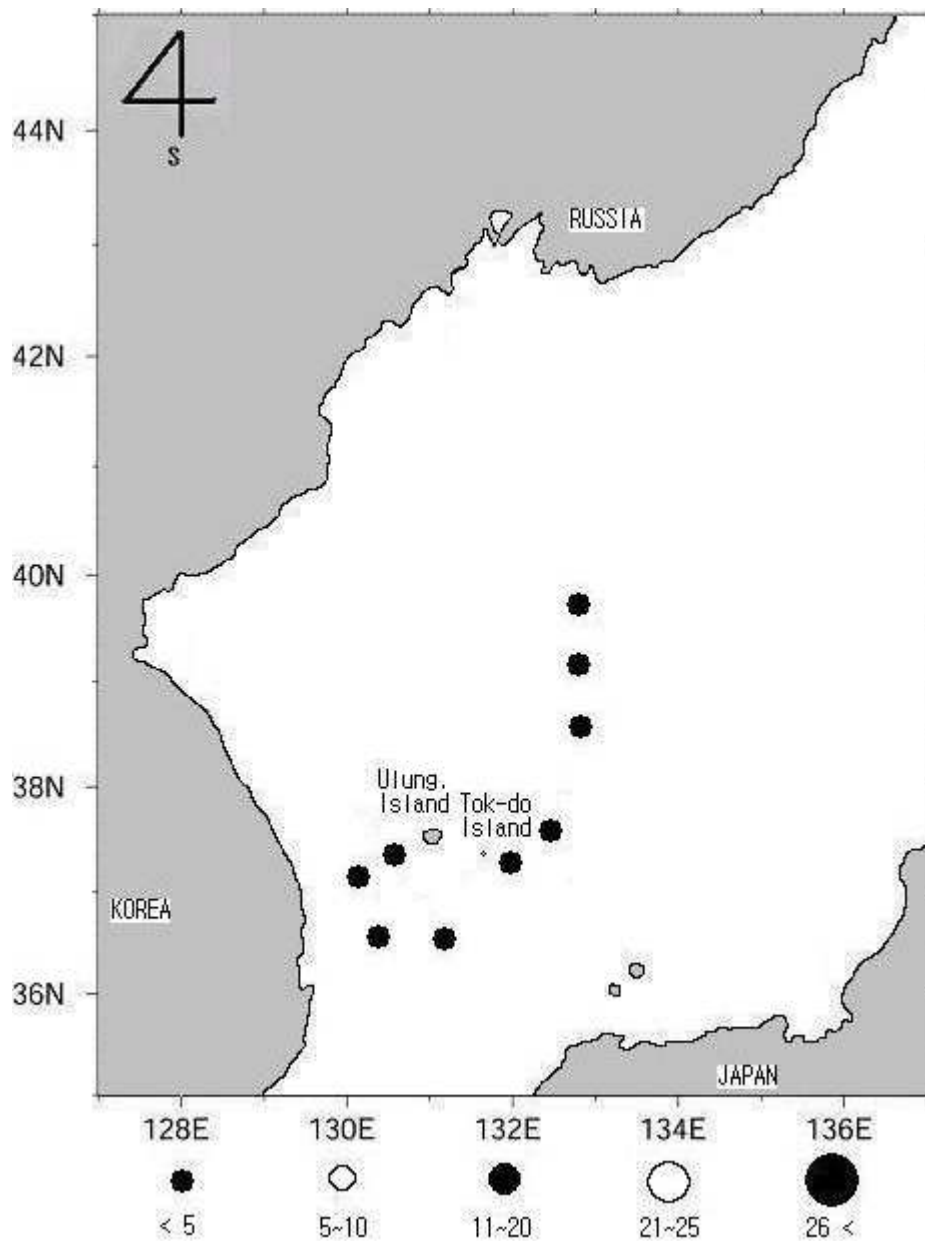 S
44N
RUSSIA
42N
40N
38N
Ulung.
Island
Tok-do
Island
KOREA
36N
JAPAN
128E 130E 132E 134E 136E
< 5 5~10 11~20 21~25 26 <